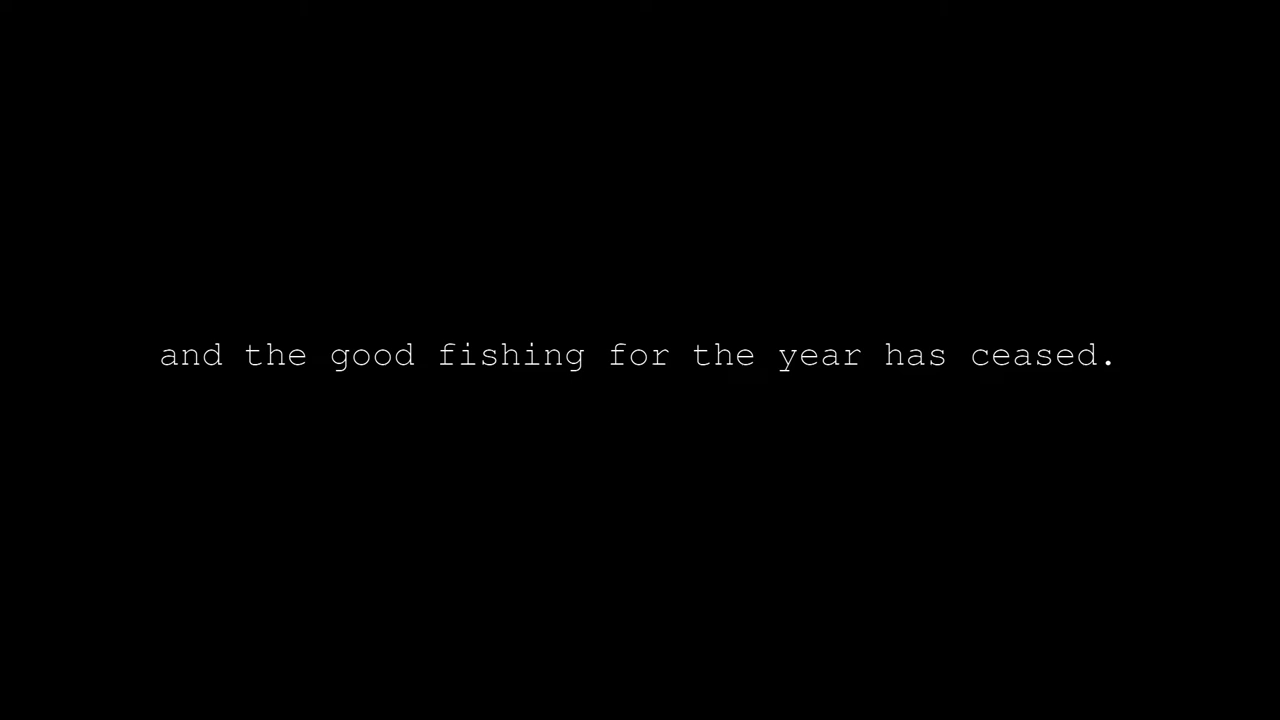 and the good fishing for the year has ceased.